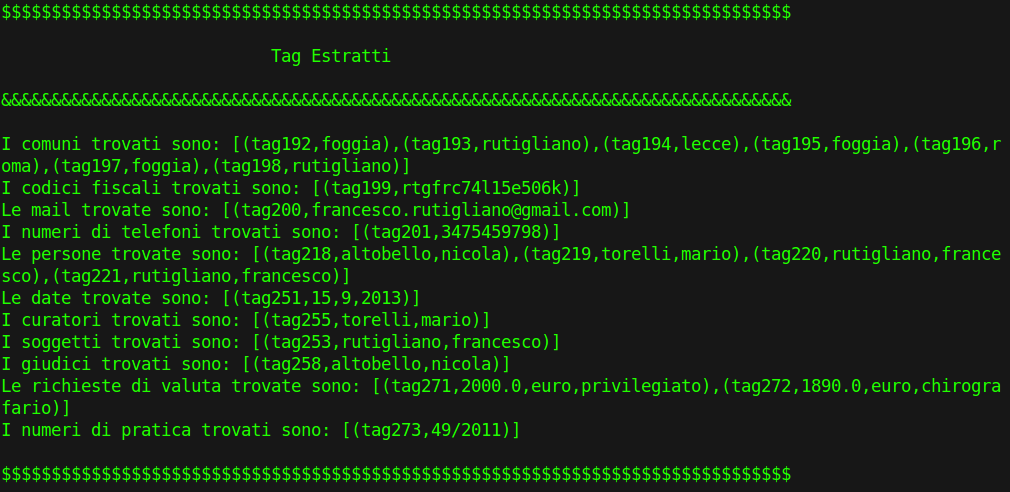 $$$$$$$$$$$$$$$$$$$$$$$$$$$$$$$$$$$$$$$$$$$$$$$$$$$$$$$$$$$$$$$$$$$$$$$$$$$$$$$
Tag Estratti
&&&&&&&&&&&&&&&&&&&&&&&&&&&&&&&&&&&&&&&&&&&&&&&&&&&&&&&&&&&&&&&&&&&&&&&&&&&&&&&
I comuni trovati sono: [(tag192,foggia),(tag193,rutigliano),(tag194,lecce),(tag195,foggia),(tag196,r
oma),(tag197,foggia),(tag198,rutigliano)]
I codici fiscali trovati sono: [(tag199,rtgfrc74l15e506k)]
Le mail trovate sono: [(tag200,francesco.rutigliano@gmail.com)]
I numeri di telefoni trovati sono: [(tag201,3475459798)]
Le persone trovate sono: [(tag218,altobello,nicola),(tag219,torelli,mario),(tag220,rutigliano,france
sco),(tag221,rutigliano,francesco)]
Le date trovate sono: [(tag251,15,9,2013)]
I curatori trovati sono: [(tag255,torelli,mario)]
I soggetti trovati sono: [(tag253,rutigliano,francesco)]
I giudici trovati sono: [(tag258,altobello,nicola)]
Le richieste di valuta trovate sono: [(tag271,2000.0,euro,privilegiato),(tag272,1890.0,euro,chirogra
fario)]
I numeri di pratica trovati sono: [(tag273,49/2011)]
$$$$$$$$$$$$$$$$$$$$$$$$$$$$$$$$$$$$$$$$$$$$$$$$$$$$$$$$$$$$$$$$$$$$$$$$$$$$$$$